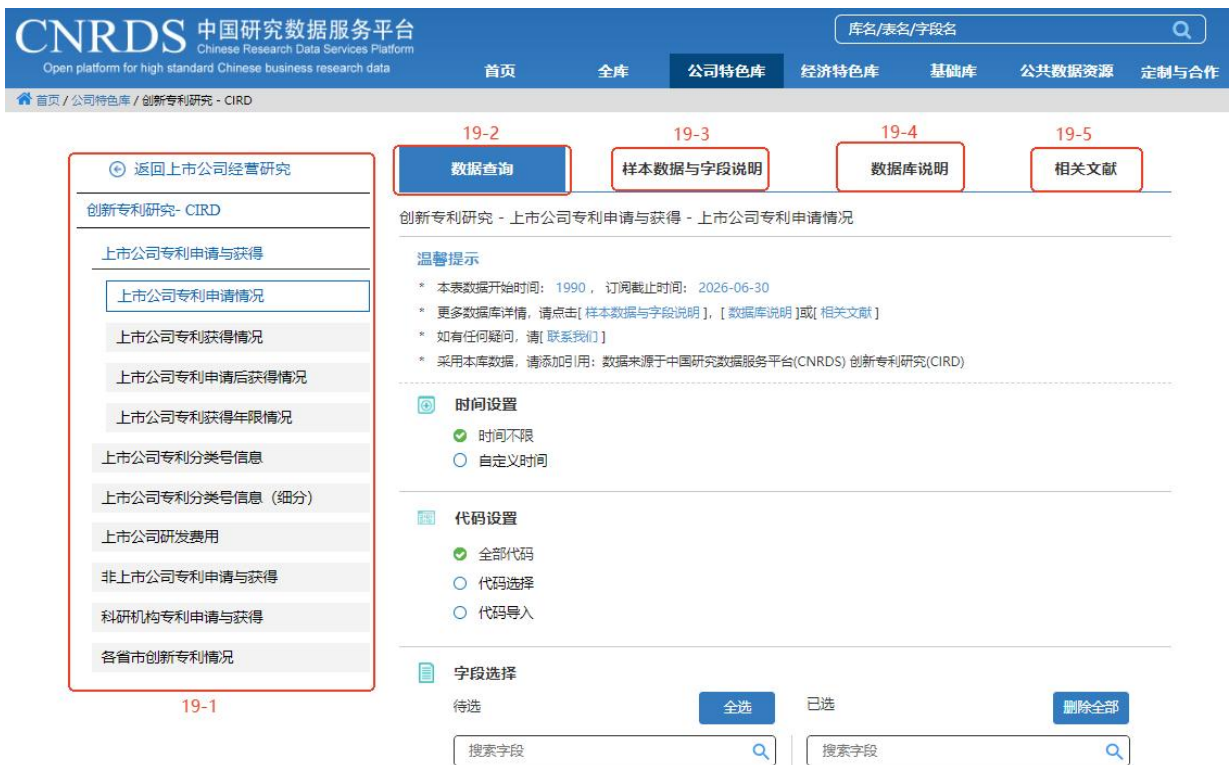 CNRDS 中国研究数据服务平台
Chinese Research Data Services Platform
Open platform for high standard Chinese business research data
库名/表名/字段名
首页 全库 公司特色库 经济特色库 基础库 公共数据资源 定制与合作
首页 / 公司特色库 / 创新专利研究 - CIRD
19-2 19-3 19-4 19-5
返回上市公司经营研究
数据查询 样本数据与字段说明 数据库说明 相关文献
创新专利研究- CIRD
上市公司专利申请与获得
上市公司专利申请情况
上市公司专利获得情况
上市公司专利申请后获得情况
上市公司专利获得年限情况
上市公司专利分类号信息
上市公司专利分类号信息（细分）
上市公司研发费用
非上市公司专利申请与获得
科研机构专利申请与获得
各省市创新专利情况
19-1
创新专利研究 - 上市公司专利申请与获得 - 上市公司专利申请情况
温馨提示
* 本表数据开始时间： 1990 ， 订阅截止时间： 2026-06-30
* 更多数据库详情，请点击[ 样本数据与字段说明 ]，[ 数据库说明 ]或[ 相关文献 ]
* 如有任何疑问，请[ 联系我们 ]
* 采用本库数据，请添加引用：数据来源于中国研究数据服务平台(CNRDS) 创新专利研究(CIRD)
时间设置
时间不限
自定义时间
代码设置
全部代码
代码选择
代码导入
字段选择
待选 全选 已选 删除全部
搜索字段 搜索字段